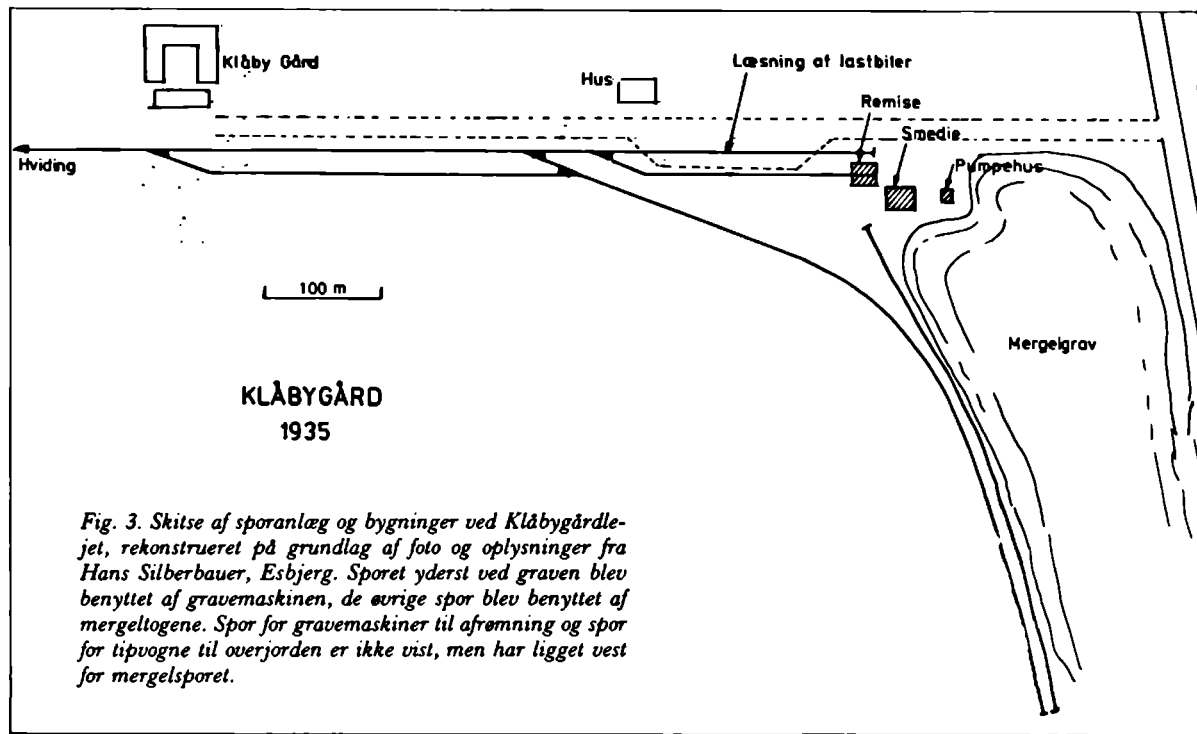 Klåby Gård
Hus
Læsning af lastbiler
Remise
Smedie
Pumpehus
Hviding
100 m
Mergelgrav
KLÅBYGÅRD
1935
Fig. 3. Skitse af sporanlæg og bygninger ved Klåbygårdle-
jet, rekonstrueret på grundlag af foto og oplysninger fra
Hans Silberbauer, Esbjerg. Sporet yderst ved graven blev
benyttet af gravemaskinen, de øvrige spor blev benyttet af
mergeltogene. Spor for gravemaskiner til afrømning og spor
for tipvogne til overjorden er ikke vist, men har ligget vest
for mergelsporet.